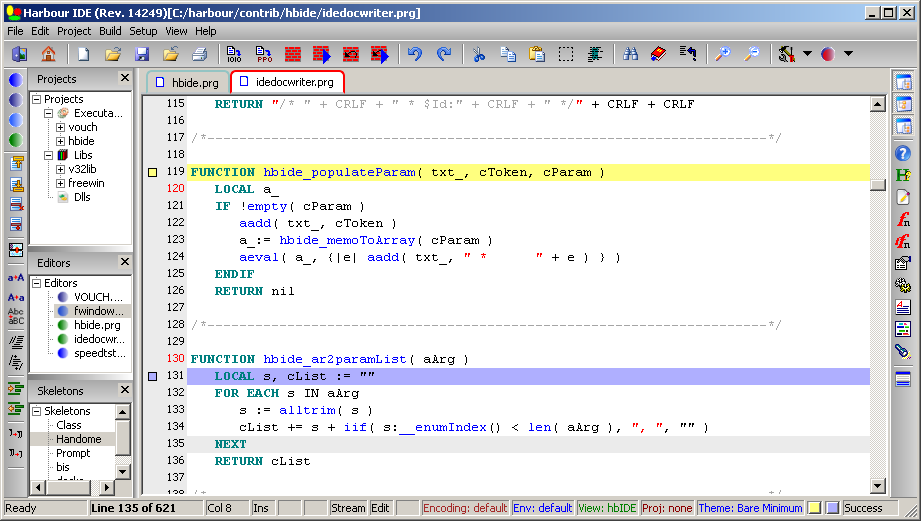 Harbour IDE (Rev. 14249)[C:/harbour/contrib/hbide/idedocwriter.prg]
File Edit Project Build Setup View Help
Projects
Projects
Executa...
vouch
hbide
Libs
v32lib
freewin
Dlls
Editors
Editors
VOUCH....
fwindow...
hbide.prg
idedocwr...
speedtst...
Skeletons
Skeletons
Class
Handome
Prompt
bis
hbide.prg idedocwriter.prg
115 RETURN "/* " + CRLF + " * $Id:" + CRLF + " */" + CRLF + CRLF
116
117 /*----------------------------------------------------------------------*/
118
119 FUNCTION hbide_populateParam( txt_, cToken, cParam )
120 LOCAL a_
121 IF !empty( cParam )
122 aadd( txt_, cToken )
123 a_:= hbide_memoToArray( cParam )
124 aeval( a_, {|e| aadd( txt_, " *      " + e ) } )
125 ENDIF
126 RETURN nil
127
128 /*----------------------------------------------------------------------*/
129
130 FUNCTION hbide_ar2paramList( aArg )
131 LOCAL s, cList := ""
132 FOR EACH s IN aArg
133 s := alltrim( s )
134 cList += s + iif( s:__enumIndex() < len( aArg ), ", ", "" )
135 NEXT
136 RETURN cList
137
Ready Line 135 of 621 Col 8 Ins Stream Edit Encoding: default Env: default View: hbIDE Proj: none Theme: Bare Minimum Success